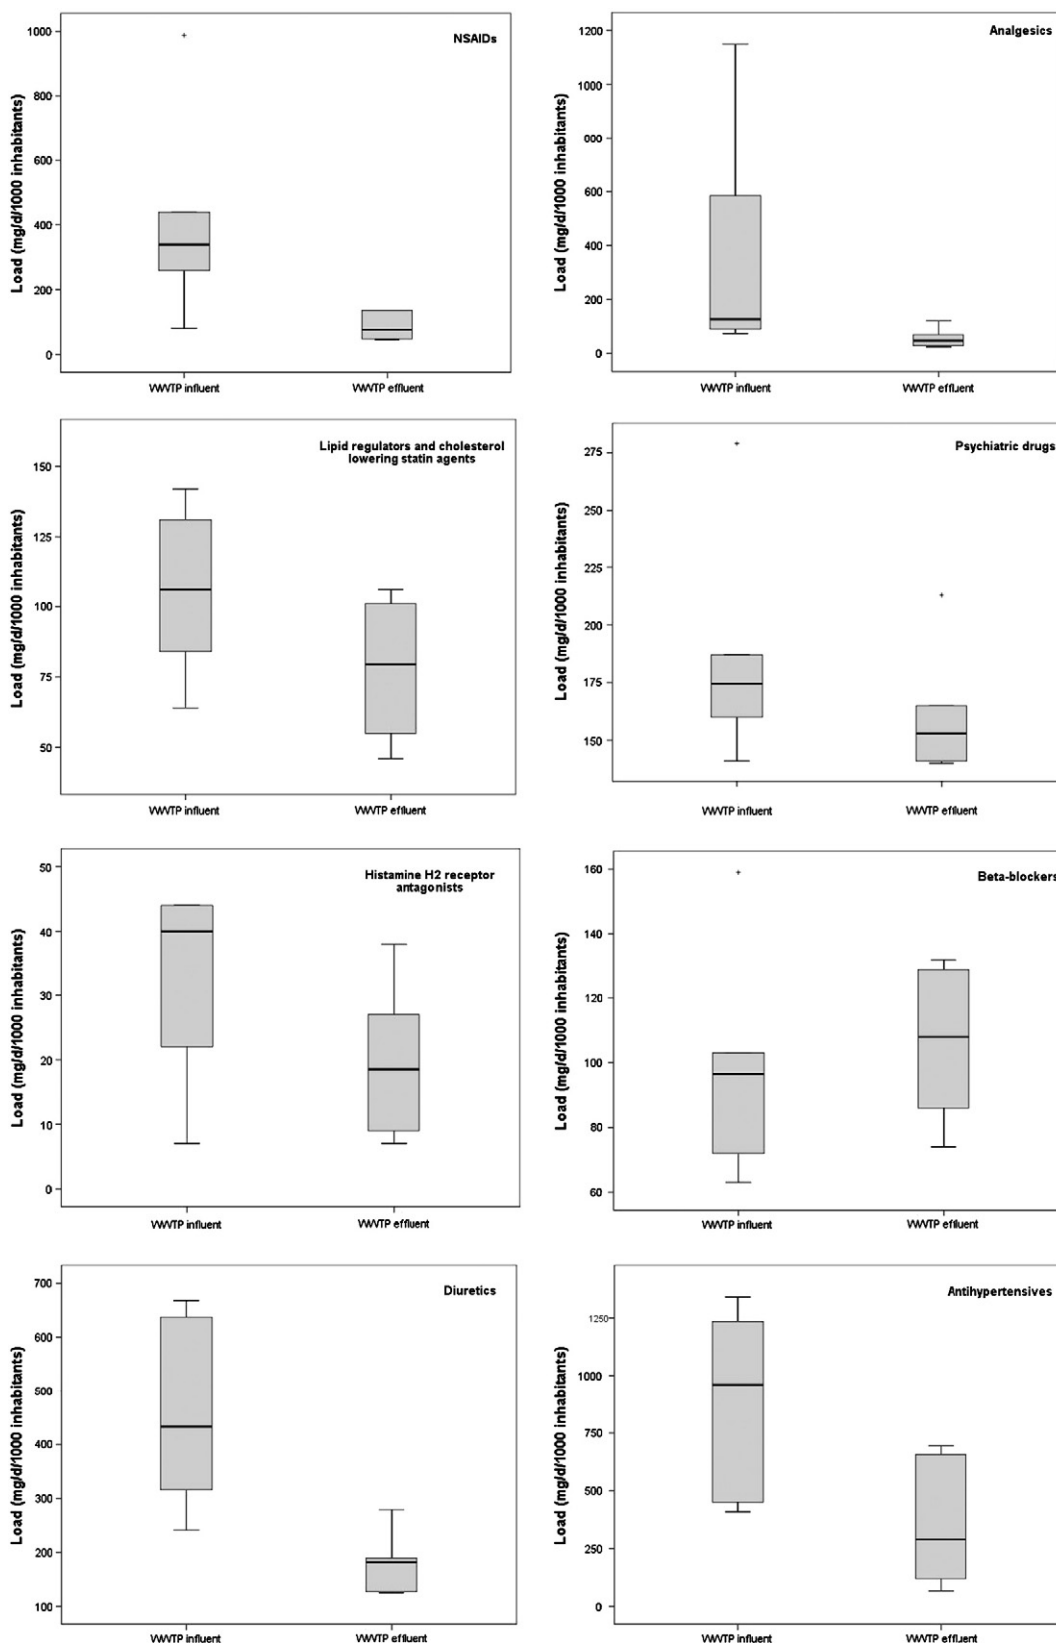 NSAIDs
Load (mg/d/1000 inhabitants)
1000
800
600
400
200
0
WWTP influent
WWTP effluent
Analgesics
Load (mg/d/1000 inhabitants)
1200
1000
000
600
400
200
0
WWTP influent
WWTP effluent
Lipid regulators and cholesterol
lowering statin agents
Load (mg/d/1000 inhabitants)
150
125
100
75
50
WWTP influent
WWTP effluent
Psychiatric drugs
Load (mg/d/1000 inhabitants)
275
250
225
200
175
150
WWTP influent
WWTP effluent
Histamine H2 receptor
antagonists
Load (mg/d/1000 inhabitants)
50
40
30
20
10
0
WWTP influent
WWTP effluent
Beta-blockers
Load (mg/d/1000 inhabitants)
160
140
120
100
80
60
WWTP influent
WWTP effluent
Diuretics
Load (mg/d/1000 inhabitants)
700
600
500
400
300
200
100
WWTP influent
WWTP effluent
Antihypertensives
Load (mg/d/1000 inhabitants)
1250
1000
750
500
250
0
WWTP influent
WWTP effluent